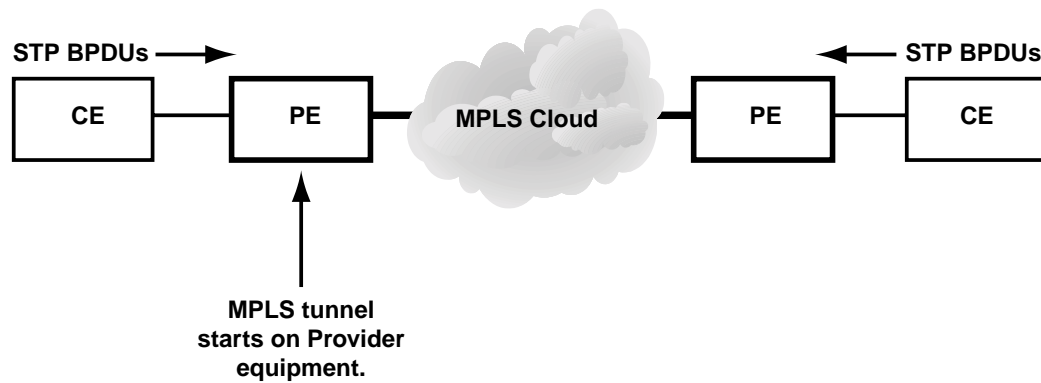 STP BPDUs
STP BPDUs
CE
PE
MPLS Cloud
PE
CE
MPLS tunnel
starts on Provider
equipment.